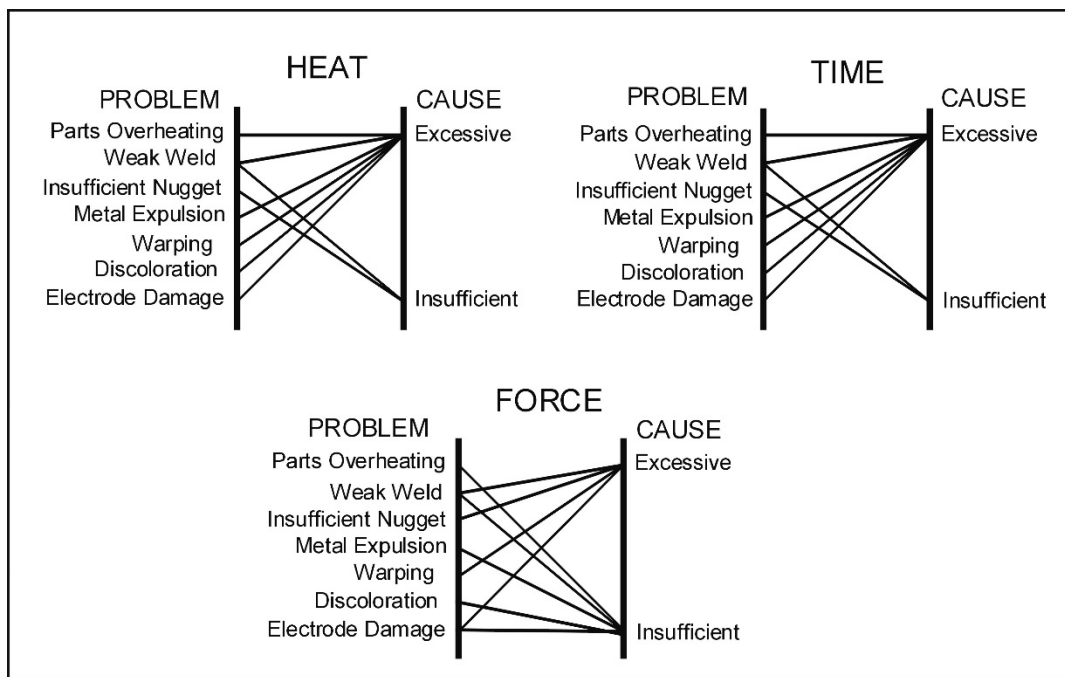 HEAT
PROBLEM CAUSE
Parts Overheating Excessive
Weak Weld
Insufficient Nugget
Metal Expulsion
Warping
Discoloration
Electrode Damage Insufficient
TIME
PROBLEM CAUSE
Parts Overheating Excessive
Weak Weld
Insufficient Nugget
Metal Expulsion
Warping
Discoloration
Electrode Damage Insufficient
FORCE
PROBLEM CAUSE
Parts Overheating Excessive
Weak Weld
Insufficient Nugget
Metal Expulsion
Warping
Discoloration
Electrode Damage Insufficient